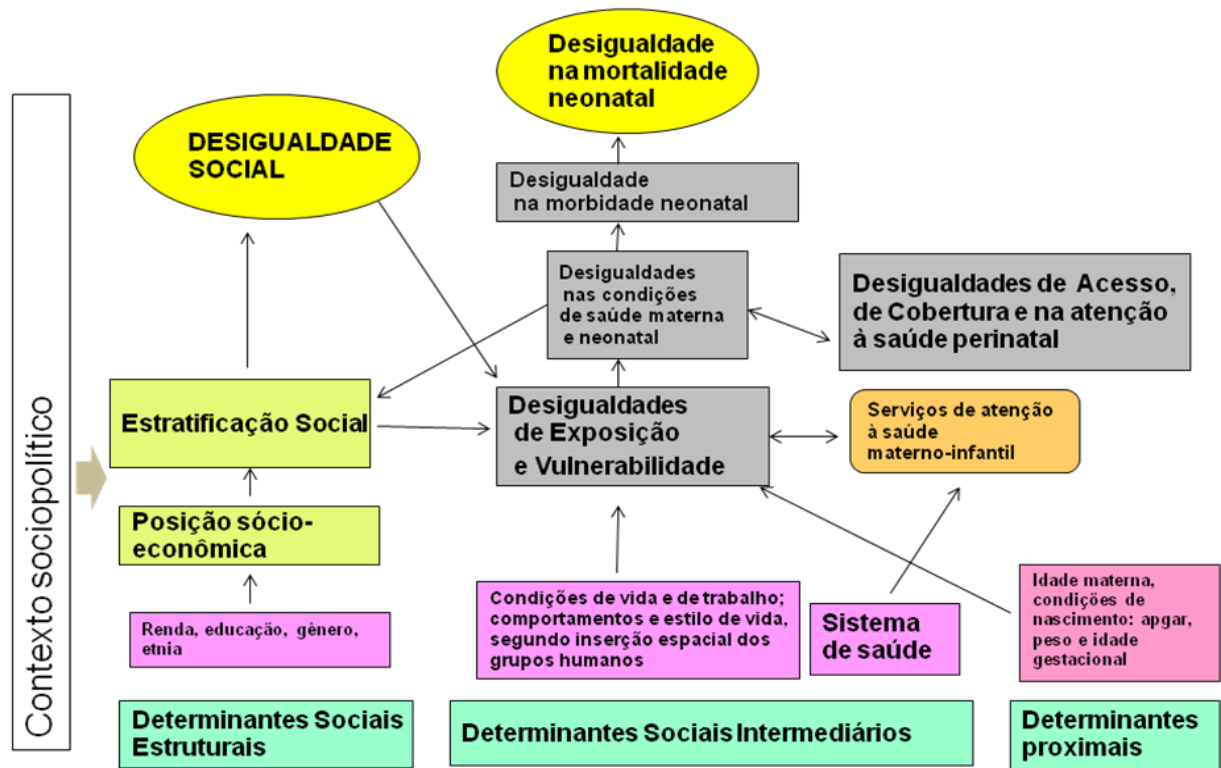 Contexto sociopolítico
DESIGUALDADE
SOCIAL
Desigualdade
na mortalidade
neonatal
Desigualdade
na morbidade neonatal
Desigualdades
nas condições
de saúde materna
e neonatal
Desigualdades de Acesso,
de Cobertura e na atenção
à saúde perinatal
Estratificação Social
Desigualdades
de Exposição
e Vulnerabilidade
Serviços de atenção
à saúde
materno-infantil
Posição sócio-
econômica
Renda, educação, gênero,
etnia
Condições de vida e de trabalho;
comportamentos e estilo de vida,
segundo inserção espacial dos
grupos humanos
Sistema
de saúde
Idade materna,
condições de
nascimento: apgar,
peso e idade
gestacional
Determinantes Sociais
Estruturais
Determinantes Sociais Intermediários
Determinantes
proximais